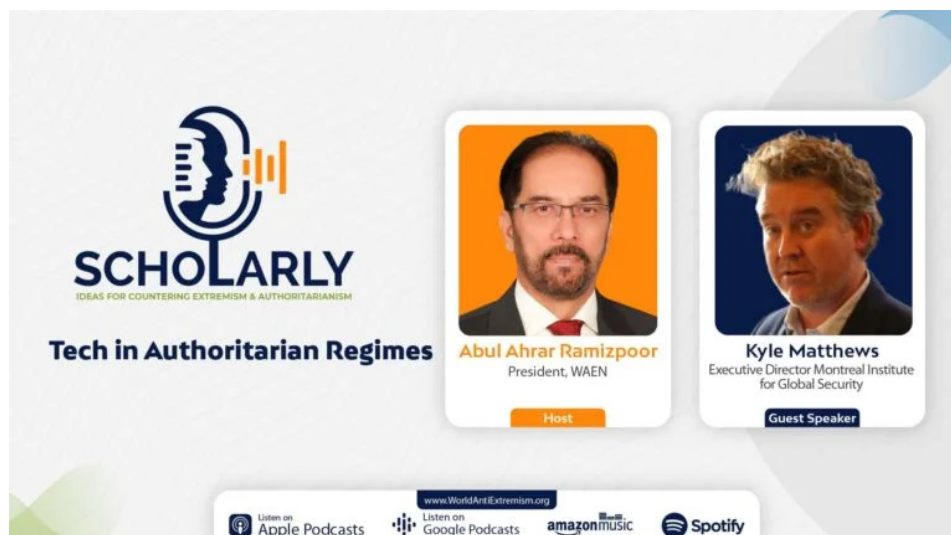 SCHOLARLY
IDEAS FOR COUNTERING EXTREMISM & AUTHORITARIANISM
Tech in Authoritarian Regimes
Abul Ahrar Ramizpoor
President, WAEN
Host
Kyle Matthews
Executive Director Montreal Institute
for Global Security
Guest Speaker
www.WorldAntiExtremism.org
Listen on
Apple Podcasts
Listen on
Google Podcasts
amazonmusic
Spotify